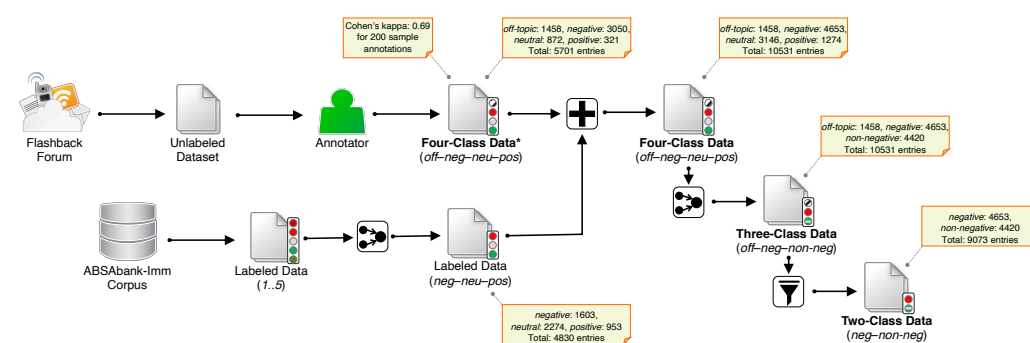 Cohen's kappa: 0.69
for 200 sample
annotations
off-topic: 1458, negative: 3050,
neutral: 872, positive: 321
Total: 5701 entries
off-topic: 1458, negative: 4653,
neutral: 3146, positive: 1274
Total: 10531 entries
Flashback
Forum
Unlabeled
Dataset
Annotator
Four-Class Data*
(off–neg–neu–pos)
Four-Class Data
(off–neg–neu–pos)
off-topic: 1458, negative: 4653,
non-negative: 4420
Total: 10531 entries
ABSAbank-Imm
Corpus
Labeled Data
(1..5)
Labeled Data
(neg–neu–pos)
Three-Class Data
(off–neg–non-neg)
negative: 4653,
non-negative: 4420
Total: 9073 entries
negative: 1603,
neutral: 2274, positive: 953
Total: 4830 entries
Two-Class Data
(neg–non-neg)